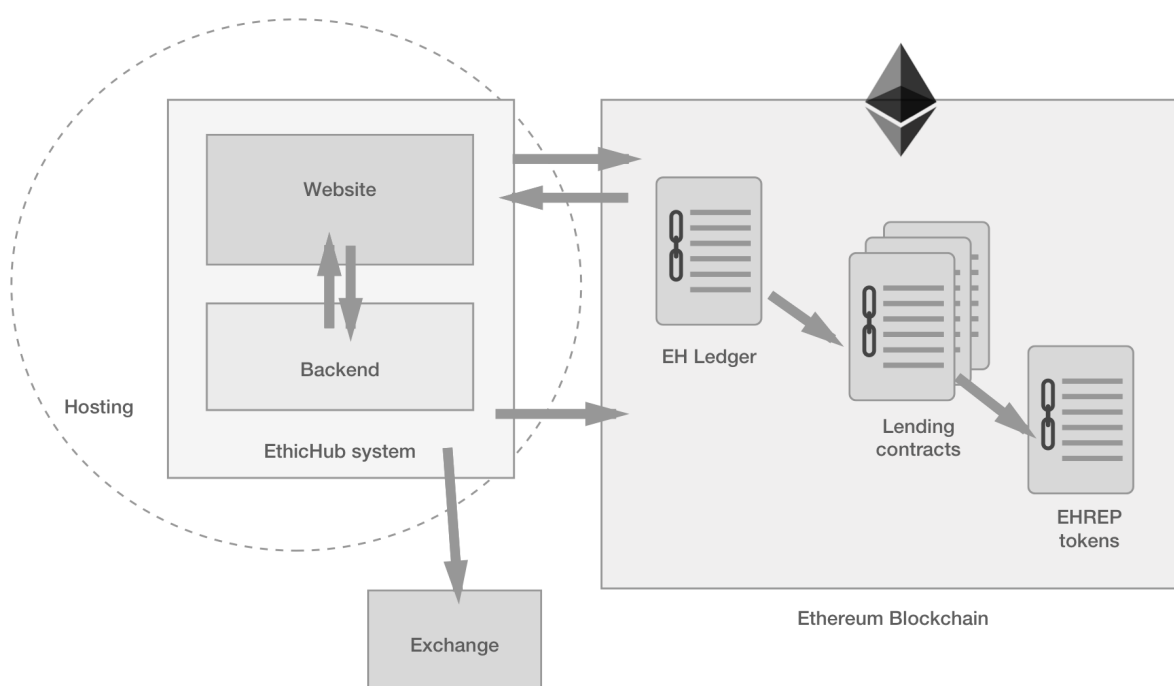 Website
Backend
Hosting
EthicHub system
Exchange
EH Ledger
Lending
contracts
EHREP
tokens
Ethereum Blockchain